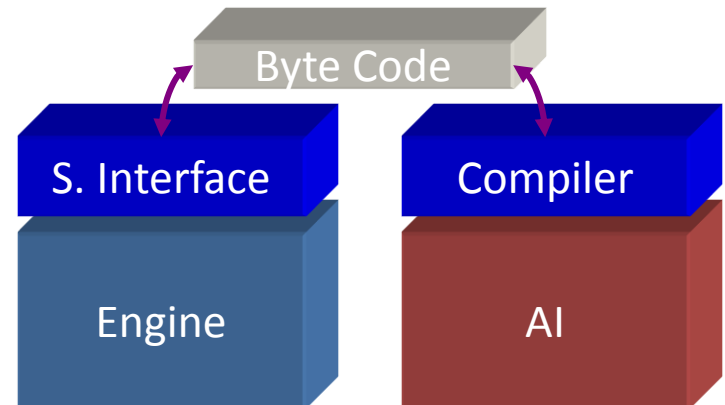 Byte Code
S. Interface
Compiler
Engine
AI